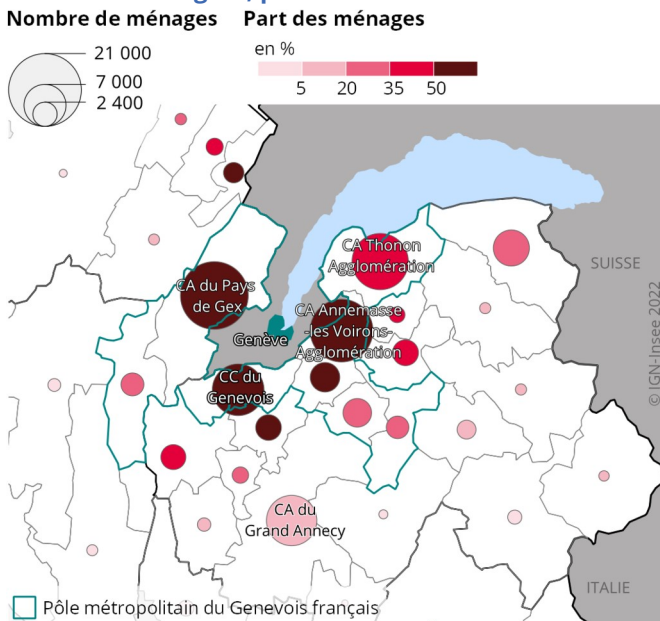 Nombre de ménages
Part des ménages
21 000
7 000
2 400
en %
5 20 35 50
CA Thonon
Agglomération
SUISSE
CA du Pays
de Gex
CA Annemasse
-les Voirons-
Agglomération
Genève
CC du
Genevois
CA du
Grand Annecy
ITALIE
Pôle métropolitain du Genevois français
© IGN-Insee 2022